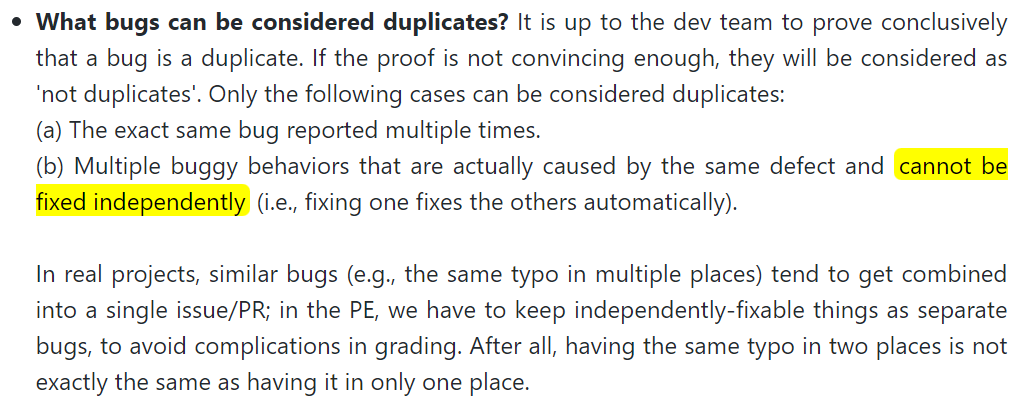 • What bugs can be considered duplicates? It is up to the dev team to prove conclusively
that a bug is a duplicate. If the proof is not convincing enough, they will be considered as
'not duplicates'. Only the following cases can be considered duplicates:
(a) The exact same bug reported multiple times.
(b) Multiple buggy behaviors that are actually caused by the same defect and cannot be
fixed independently (i.e., fixing one fixes the others automatically).
In real projects, similar bugs (e.g., the same typo in multiple places) tend to get combined
into a single issue/PR; in the PE, we have to keep independently-fixable things as separate
bugs, to avoid complications in grading. After all, having the same typo in two places is not
exactly the same as having it in only one place.